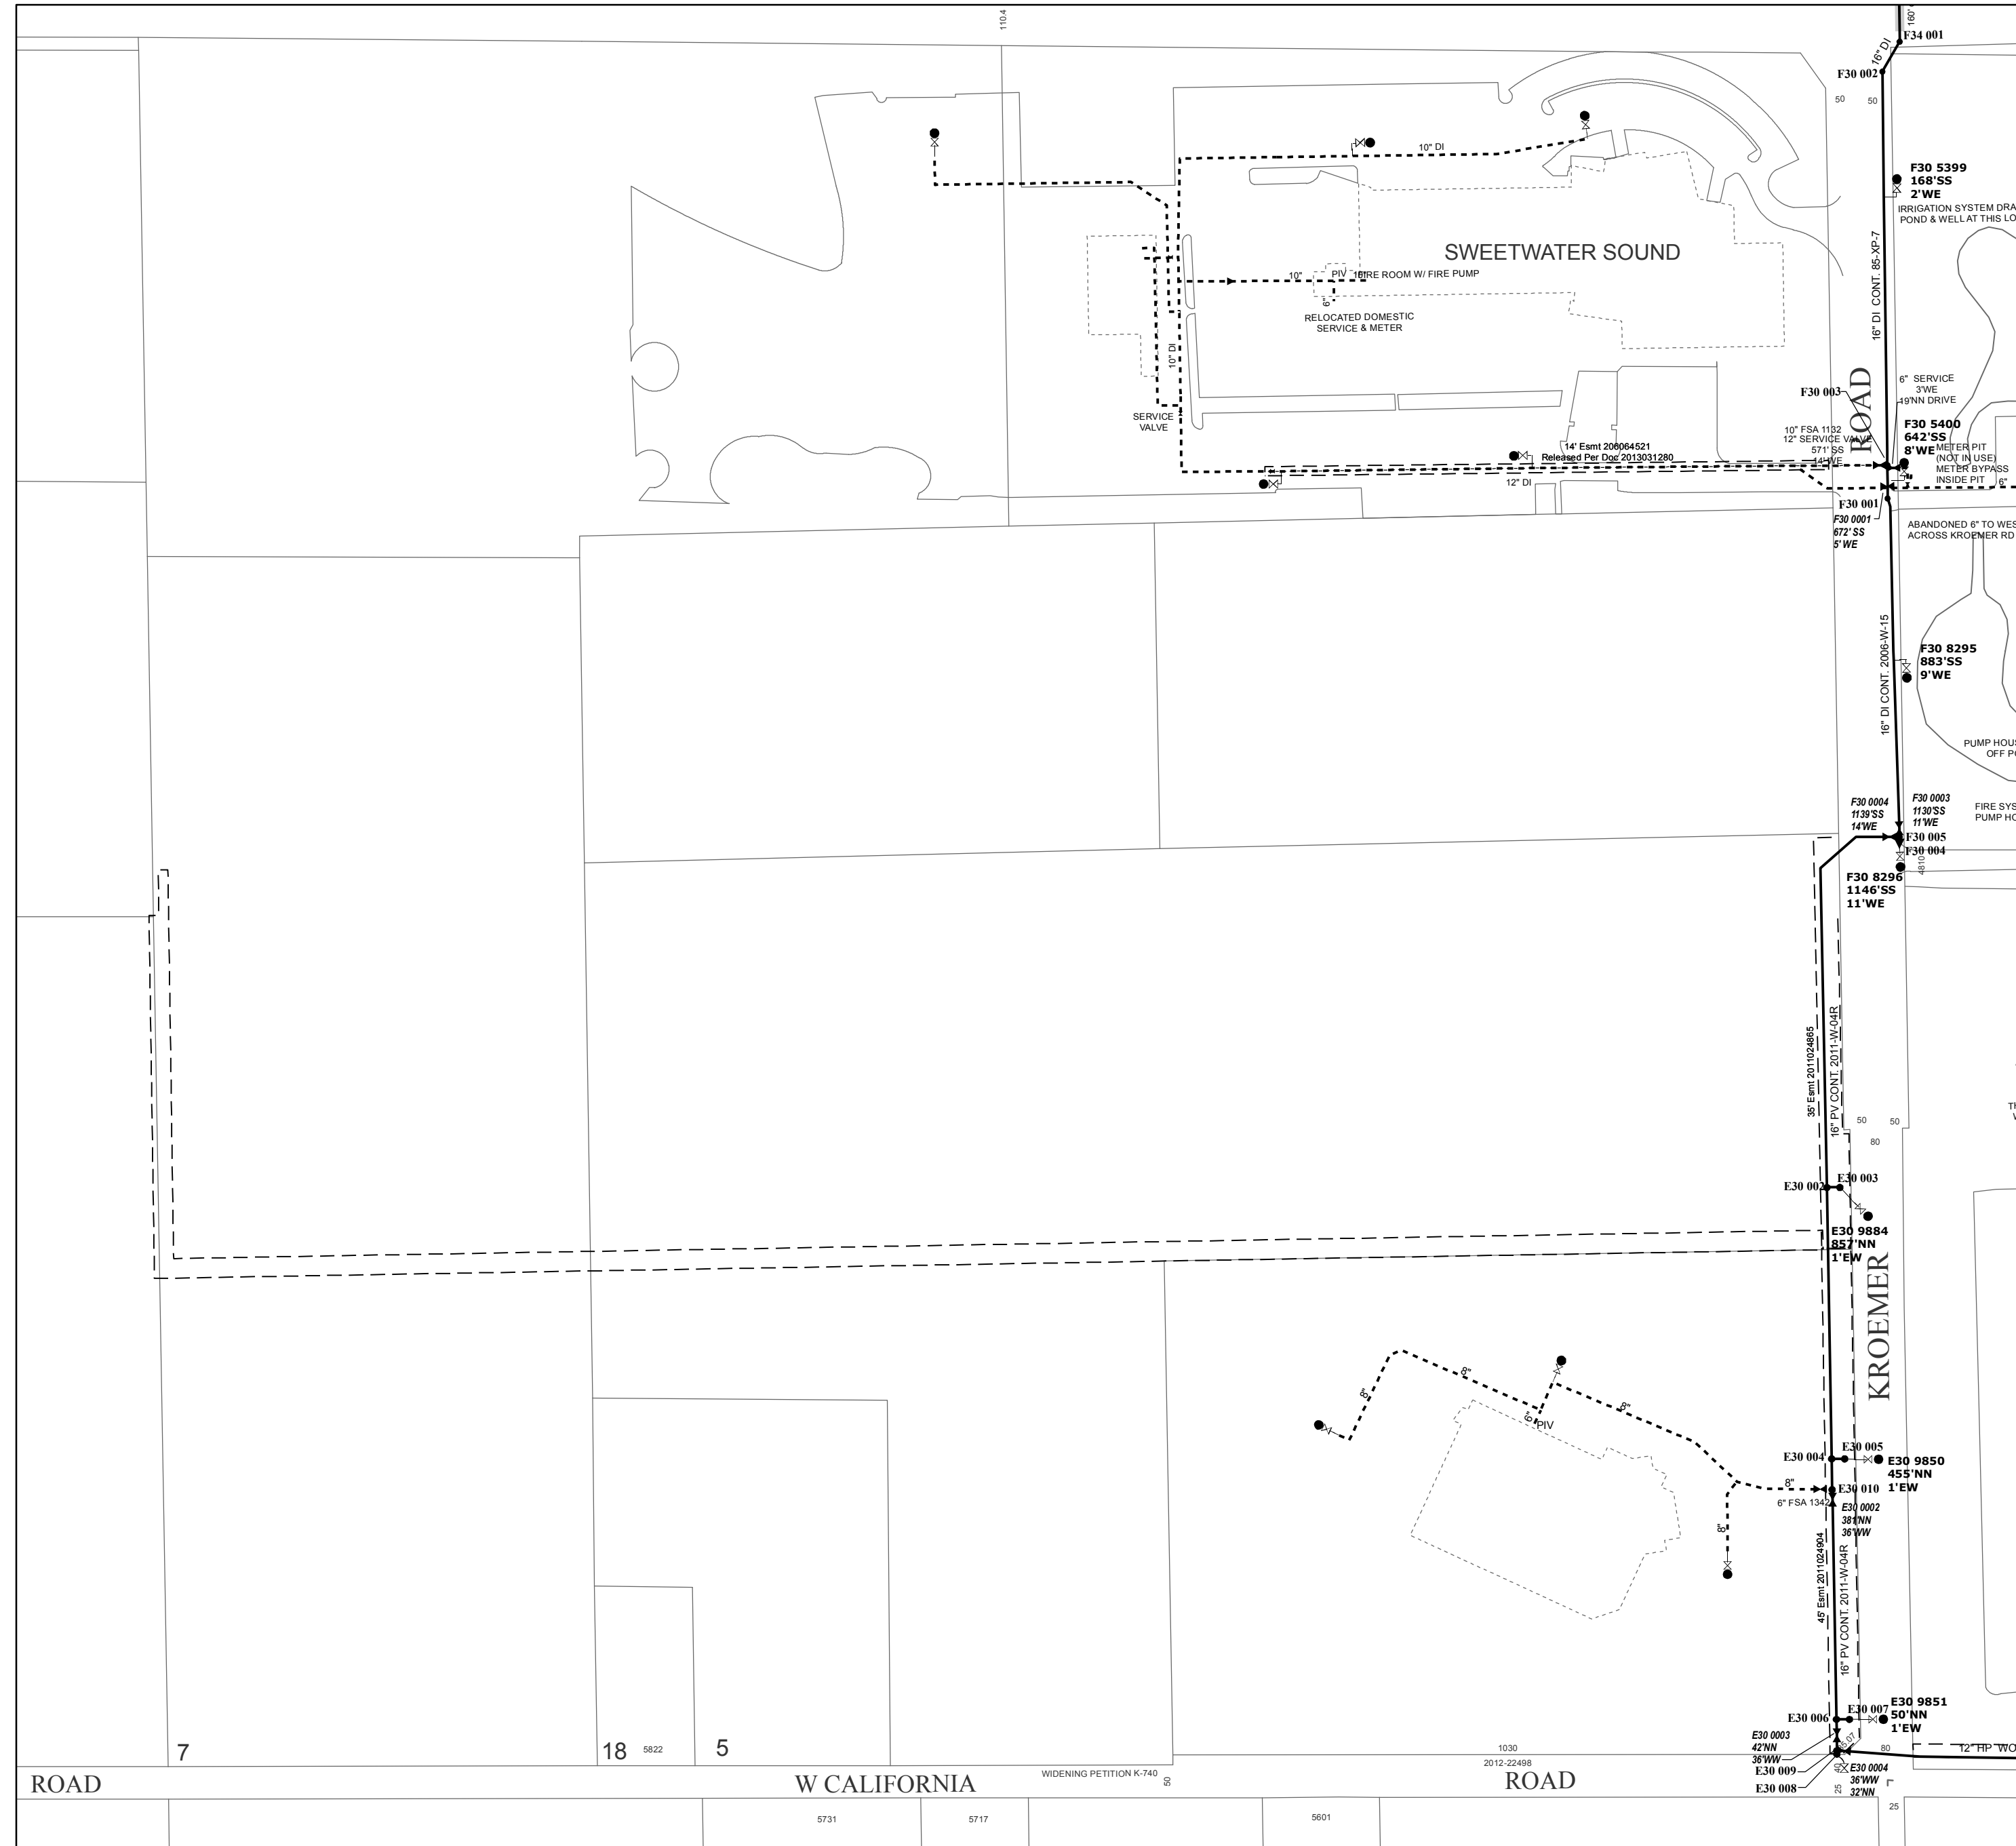 110.4
160'
F34 001
16" DI
F30 002
50
50
F30 5399
168'SS
2'WE
IRRIGATION SYSTEM DRA
POND & WELL AT THIS LO
10" DI
SWEETWATER SOUND
16" DI CONT. 85-XP-7
10"
PIV
10"
FIRE ROOM W/ FIRE PUMP
6"
RELOCATED DOMESTIC
SERVICE & METER
10" DI
SERVICE
VALVE
ROAD
F30 003
6" SERVICE
3'WE
19'NN DRIVE
10" FSA 1132
12" SERVICE VALVE
571' SS
14'WE
F30 5400
642'SS
8'WE
METER PIT
(NOT IN USE)
METER BYPASS
INSIDE PIT
6"
14' Esmt 206064521
Released Per Doc 2013031280
12" DI
F30 001
F30 0001
672' SS
5' WE
ABANDONED 6" TO WES
ACROSS KROEMER RD
16" DI CONT. 2006-W-15
F30 8295
883'SS
9'WE
PUMP HOUS
OFF PO
F30 0004
1139'SS
14'WE
F30 0003
1130'SS
11'WE
FIRE SYS
PUMP HO
F30 005
F30 004
4810
F30 8296
1146'SS
11'WE
35' Esmt 2011024865
16" PV CONT. 2011-W-04R
50
50
80
E30 002
E30 003
E30 9884
857'NN
1'EW
KROEMER
8"
8"
6"
PIV
8"
E30 004
E30 005
E30 9850
455'NN
1'EW
8"
E30 010
6" FSA 1342
E30 0002
381'NN
36'WW
8"
45' Esmt 2011024904
16" PV CONT. 2011-W-04R
E30 006
E30 007
E30 9851
50'NN
1'EW
E30 0003
42'NN
36'WW
E30 009
E30 008
80
12" HP WO
E30 0004
36'WW
32'NN
40
25
25
7
18
5822
5
1030
2012-22498
ROAD
W CALIFORNIA
WIDENING PETITION K-740
50
ROAD
5731
5717
5601